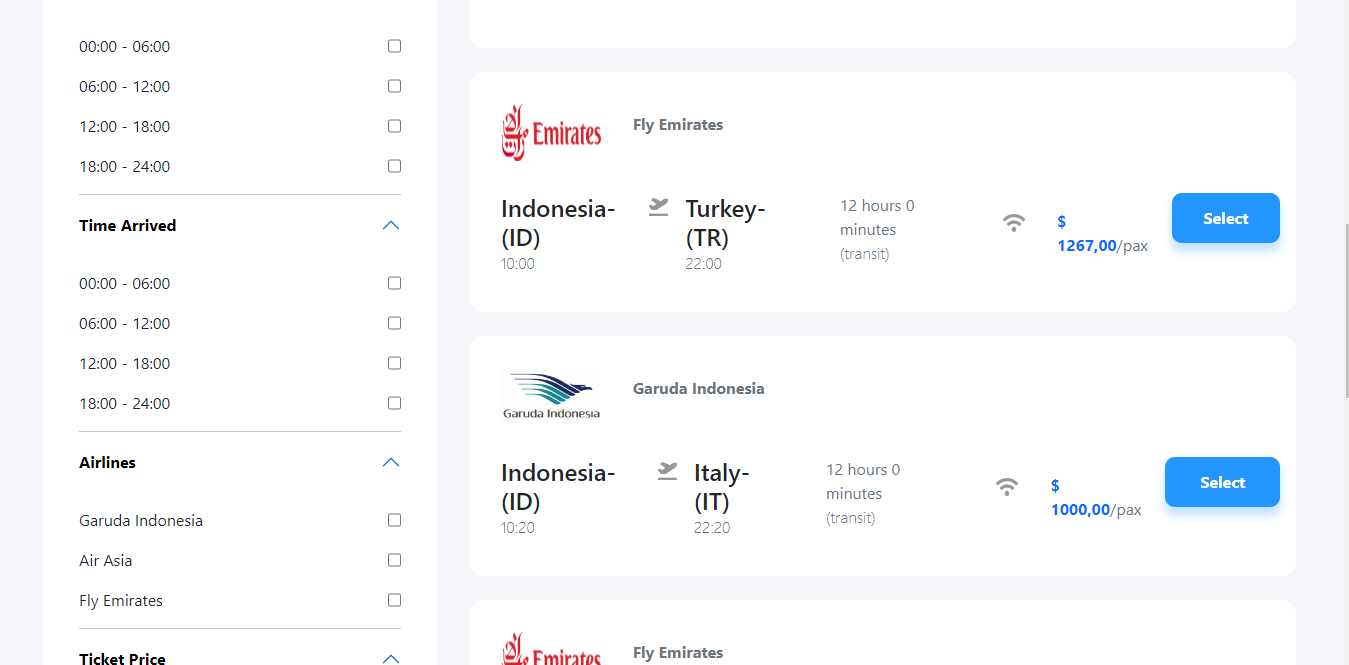 00:00 - 06:00
06:00 - 12:00
12:00 - 18:00
18:00 - 24:00
Time Arrived
00:00 - 06:00
06:00 - 12:00
12:00 - 18:00
18:00 - 24:00
Airlines
Garuda Indonesia
Air Asia
Fly Emirates
Ticket Price
Emirates
Fly Emirates
Indonesia-
(ID)
10:00
Turkey-
(TR)
22:00
12 hours 0
minutes
(transit)
$
1267,00/pax
Select
Garuda Indonesia
Garuda Indonesia
Indonesia-
(ID)
10:20
Italy-
(IT)
22:20
12 hours 0
minutes
(transit)
$
1000,00/pax
Select
Emirates
Fly Emirates